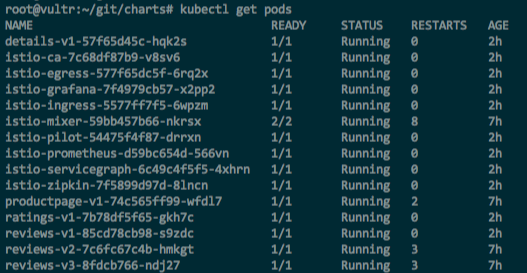 root@vultr:~/git/charts# kubectl get pods
NAME READY STATUS RESTARTS AGE
details-v1-57f65d45c-hqk2s 1/1 Running 0 2h
istio-ca-7c68df87b9-v8sv6 1/1 Running 0 2h
istio-egress-577f65dc5f-6rq2x 1/1 Running 0 2h
istio-grafana-7f4979cb57-x2pp2 1/1 Running 0 2h
istio-ingress-5577ff7f5-6wpzm 1/1 Running 0 2h
istio-mixer-59bb457b66-nkrsx 2/2 Running 8 7h
istio-pilot-54475f4f87-drrxn 1/1 Running 0 2h
istio-prometheus-d59bc654d-566vn 1/1 Running 0 2h
istio-servicegraph-6c49c4f5f5-4xhrn 1/1 Running 0 2h
istio-zipkin-7f5899d97d-8lncn 1/1 Running 0 2h
productpage-v1-74c565ff99-wfdl7 1/1 Running 2 7h
ratings-v1-7b78df5f65-gkh7c 1/1 Running 0 2h
reviews-v1-85cd78cb98-s9zdc 1/1 Running 0 2h
reviews-v2-7c6fc67c4b-hmkgt 1/1 Running 3 7h
reviews-v3-8fdcb766-ndj27 1/1 Running 3 7h